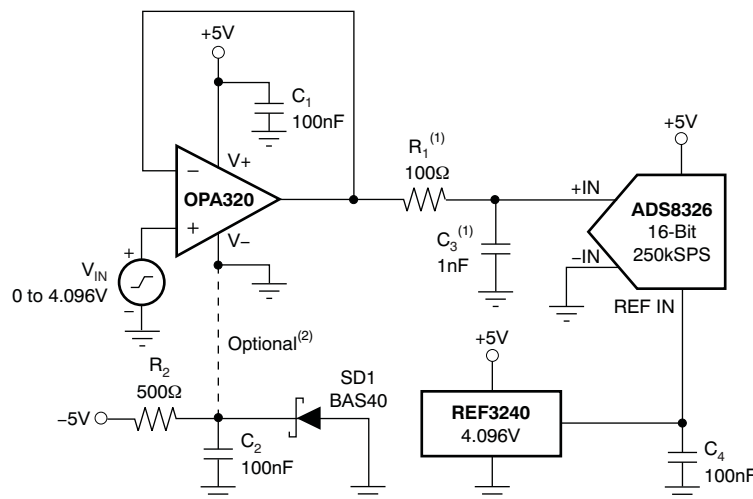 +5V
C1
100nF
V+
−
OPA320
+
V−
+
VIN
0 to 4.096V
−
R1(1)
100Ω
C3(1)
1nF
+5V
+IN
ADS8326
16-Bit
250kSPS
−IN
REF IN
Optional(2)
R2
500Ω
−5V
C2
100nF
SD1
BAS40
+5V
REF3240
4.096V
C4
100nF